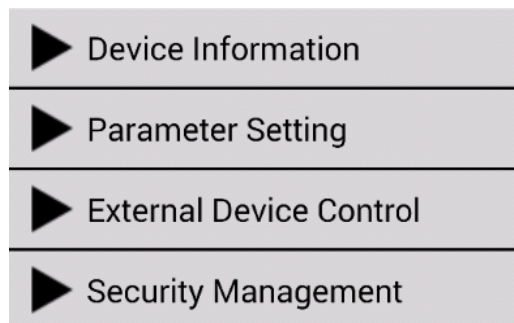 Device Information
Parameter Setting
External Device Control
Security Management